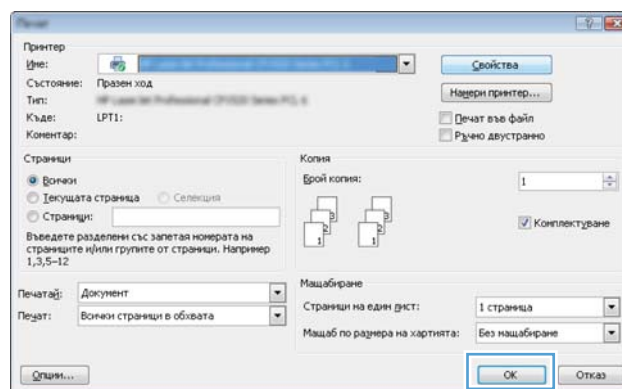 Печат
Принтер
Име:
Свойства
Състояние: Празен ход
Тип:
Намери принтер...
Къде: LPT1:
Печат във файл
Коментар:
Ръчно двустранно
Страници
Всички
Текущата страница Селекция
Страници:
Въведете разделени със запетая номерата на
страниците и/или групите от страници. Например
1,3,5–12
Копия
Брой копия: 1
Комплектуване
Печатай: Документ
Печат: Всички страници в обхвата
Мащабиране
Страници на един лист: 1 страница
Мащаб по размера на хартията: Без мащабиране
Опции...
ОК
Отказ